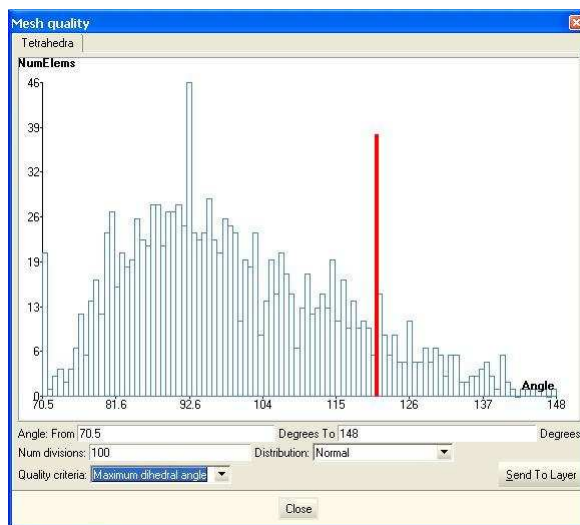 Mesh quality
Tetrahedra
NumElems
46
39
32
26
19
13
6
0
Angle
70.5 81.6 92.6 104 115 126 137 148
Angle: From 70.5 Degrees To 148 Degrees
Num divisions: 100 Distribution: Normal
Quality criteria: Maximum dihedral angle Send To Layer
Close